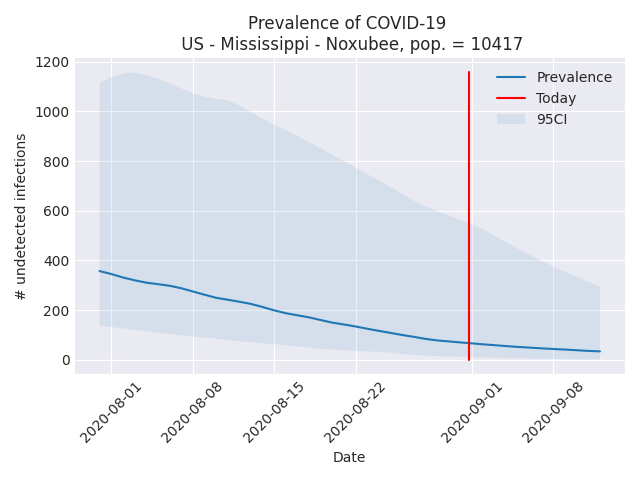 Prevalence of COVID-19
US - Mississippi - Noxubee, pop. = 10417
Prevalence
Today
95CI
# undetected infections
1200
1000
800
600
400
200
0
2020-08-01
2020-08-08
2020-08-15
2020-08-22
2020-09-01
2020-09-08
Date